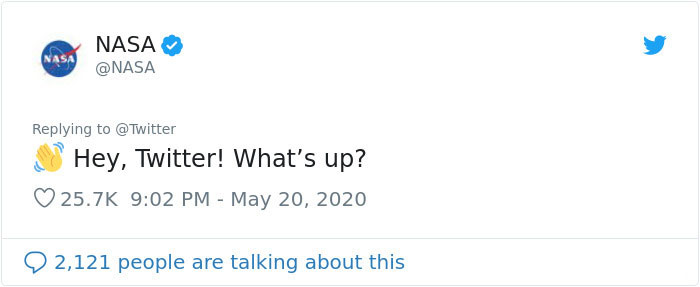 NASA
NASA
@NASA
Replying to @Twitter
👋 Hey, Twitter! What’s up?
25.7K 9:02 PM - May 20, 2020
2,121 people are talking about this